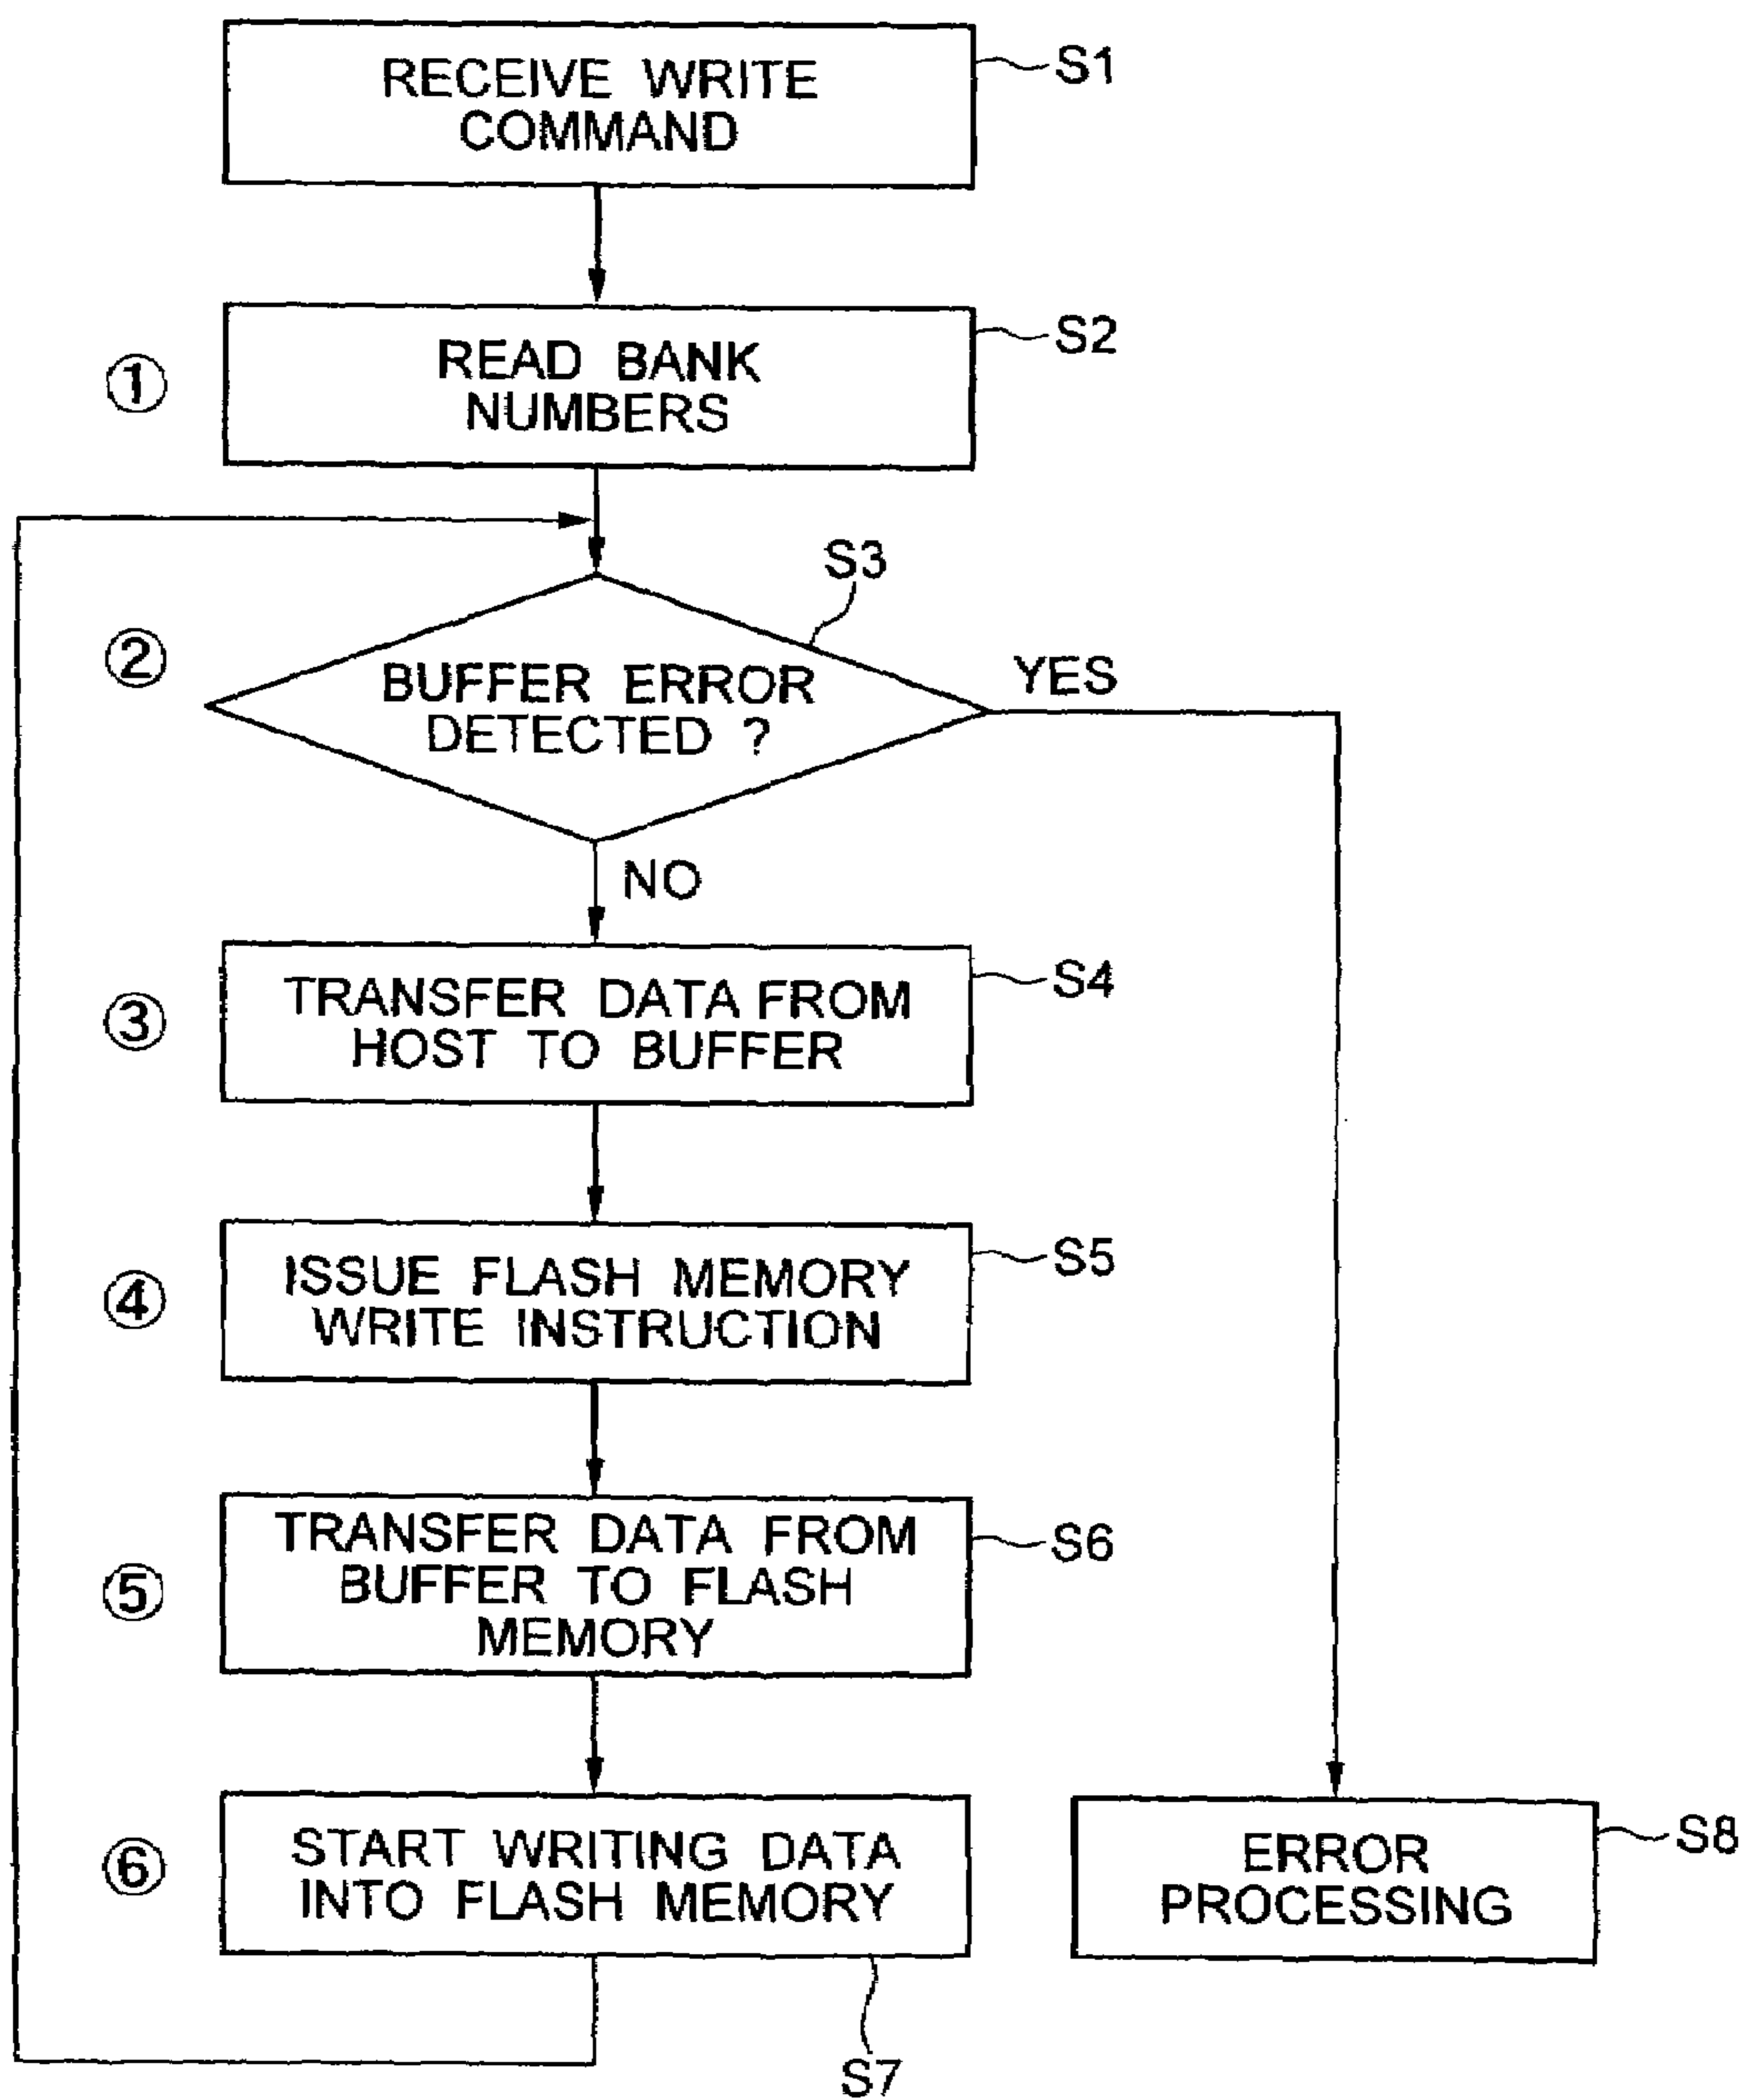 RECEIVE WRITE
COMMAND
S1
①
READ BANK
NUMBERS
S2
②
BUFFER ERROR
DETECTED ?
S3
YES
NO
③
TRANSFER DATA FROM
HOST TO BUFFER
S4
④
ISSUE FLASH MEMORY
WRITE INSTRUCTION
S5
⑤
TRANSFER DATA FROM
BUFFER TO FLASH
MEMORY
S6
⑥
START WRITING DATA
INTO FLASH MEMORY
S7
ERROR
PROCESSING
S8